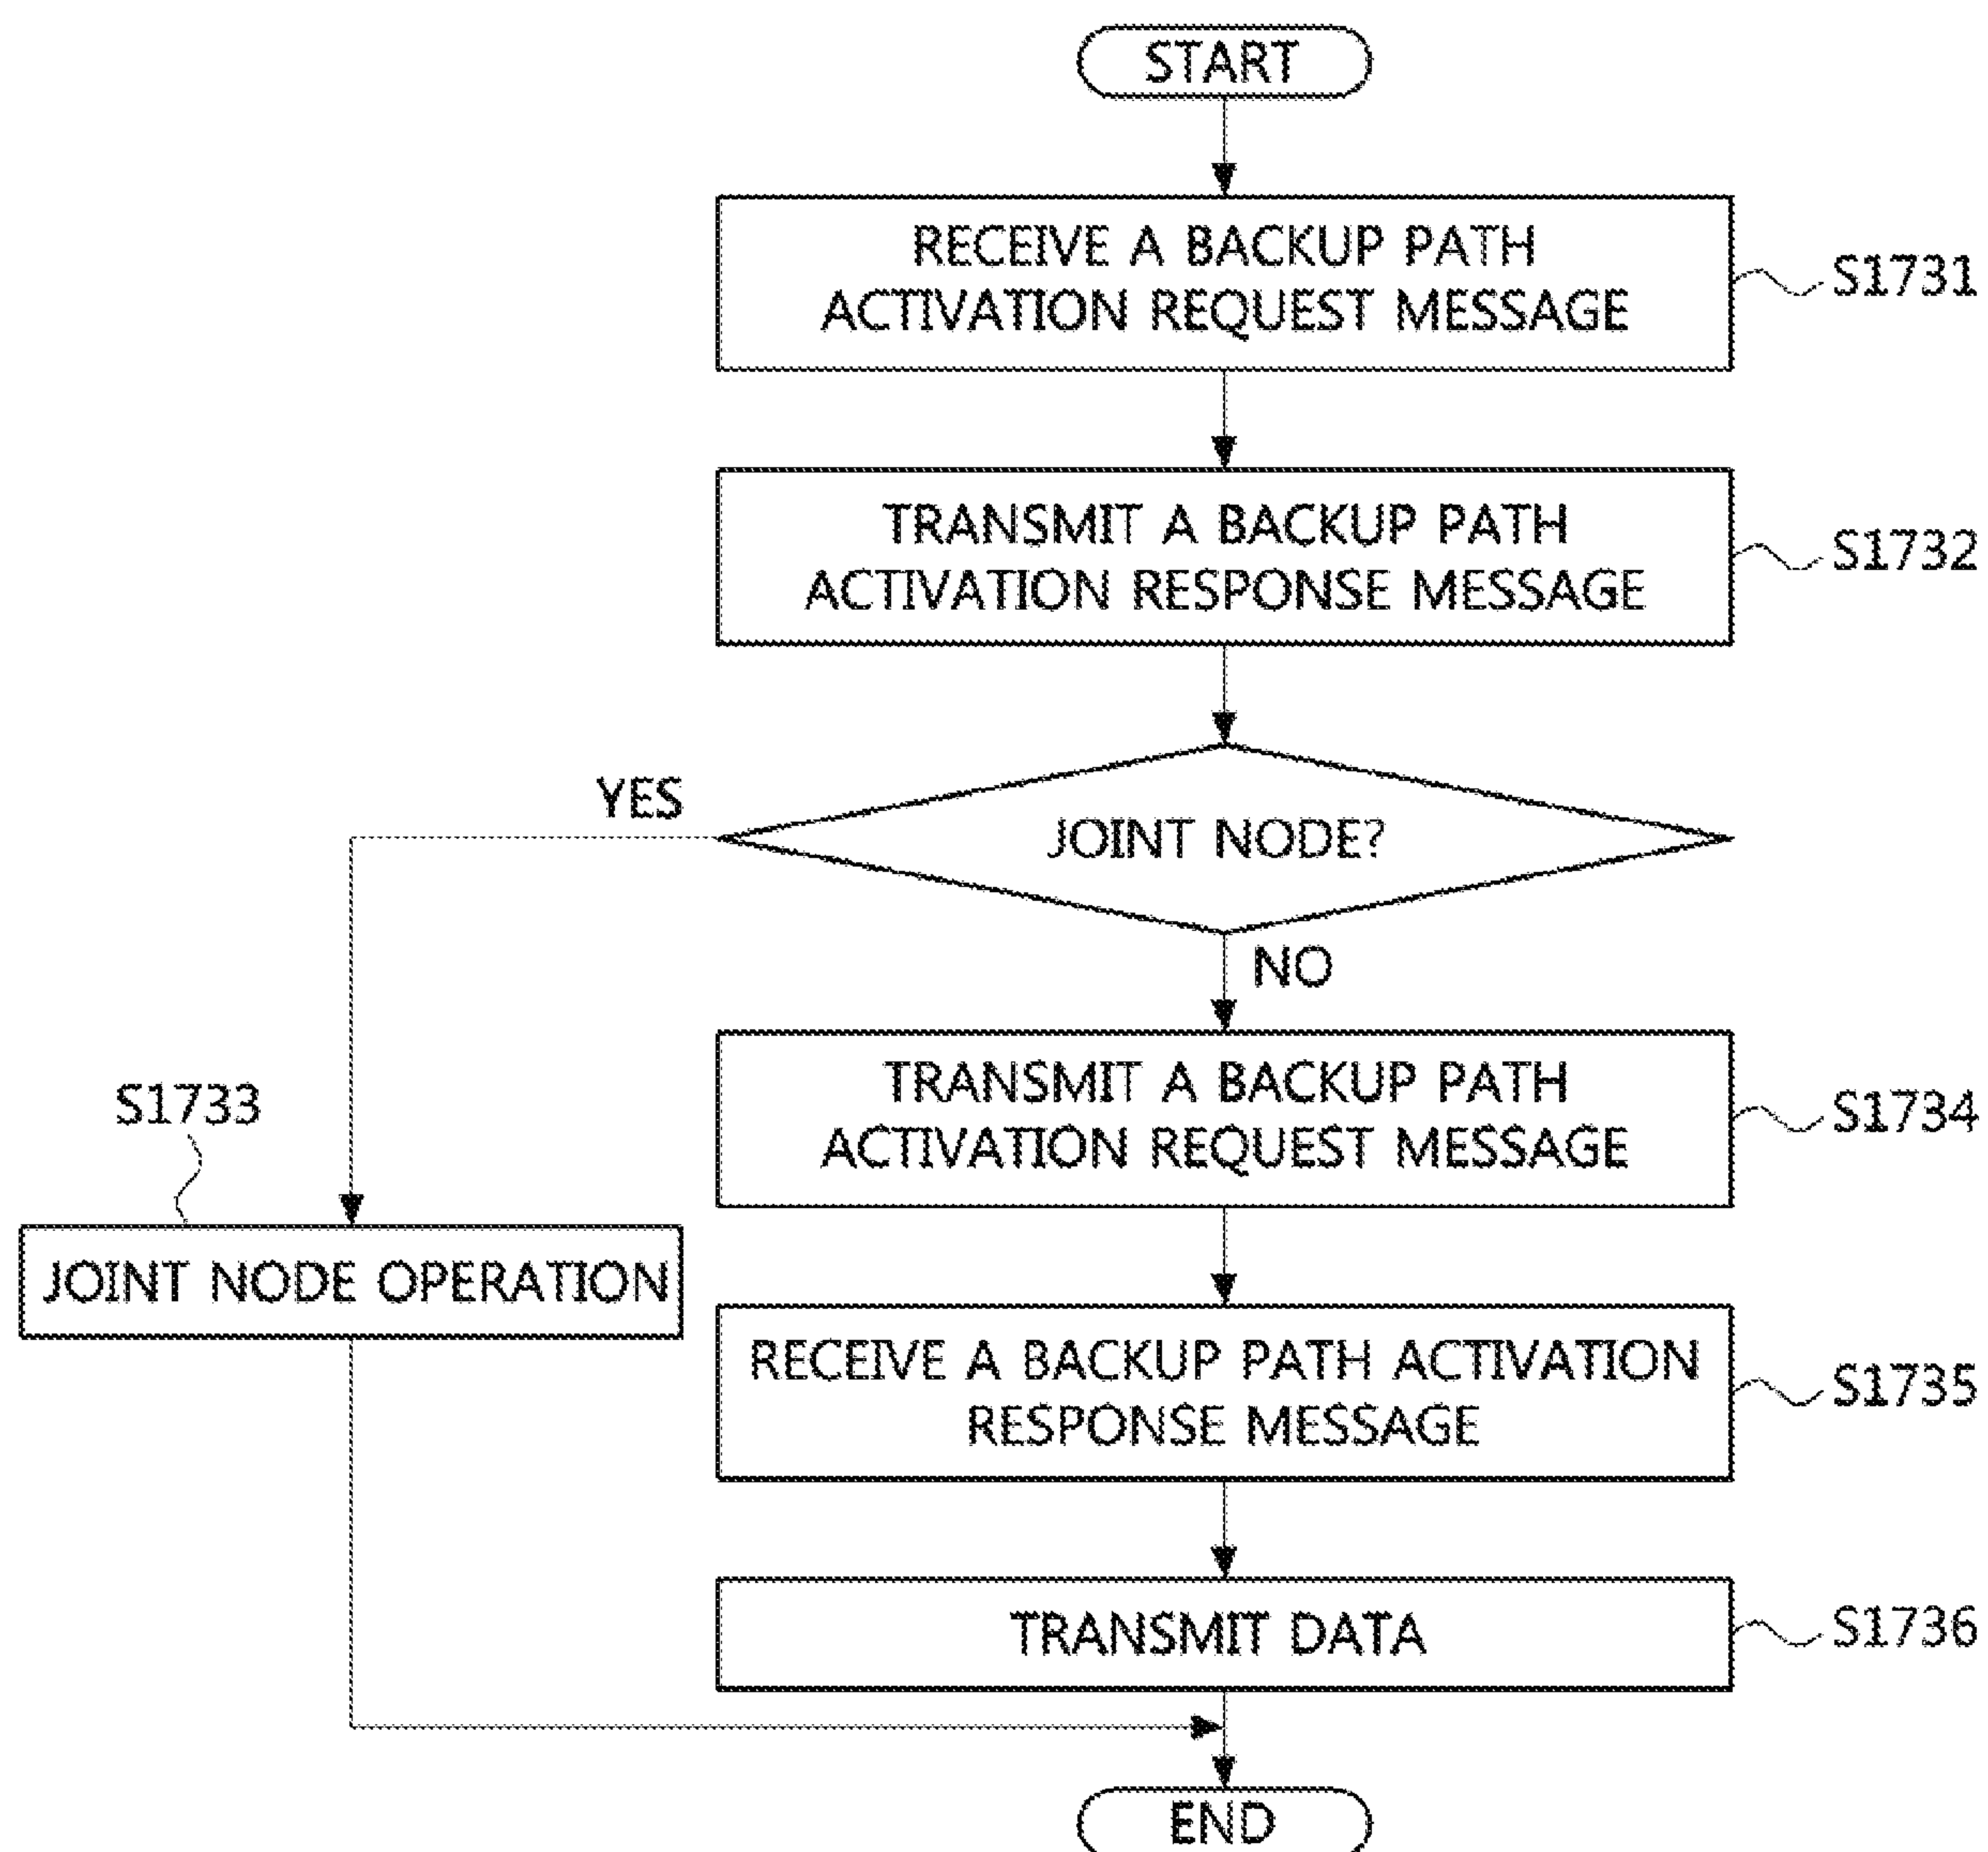 START
RECEIVE A BACKUP PATH
ACTIVATION REQUEST MESSAGE
S1731
TRANSMIT A BACKUP PATH
ACTIVATION RESPONSE MESSAGE
S1732
YES
JOINT NODE?
NO
TRANSMIT A BACKUP PATH
ACTIVATION REQUEST MESSAGE
S1734
S1733
JOINT NODE OPERATION
RECEIVE A BACKUP PATH ACTIVATION
RESPONSE MESSAGE
S1735
TRANSMIT DATA
S1736
END